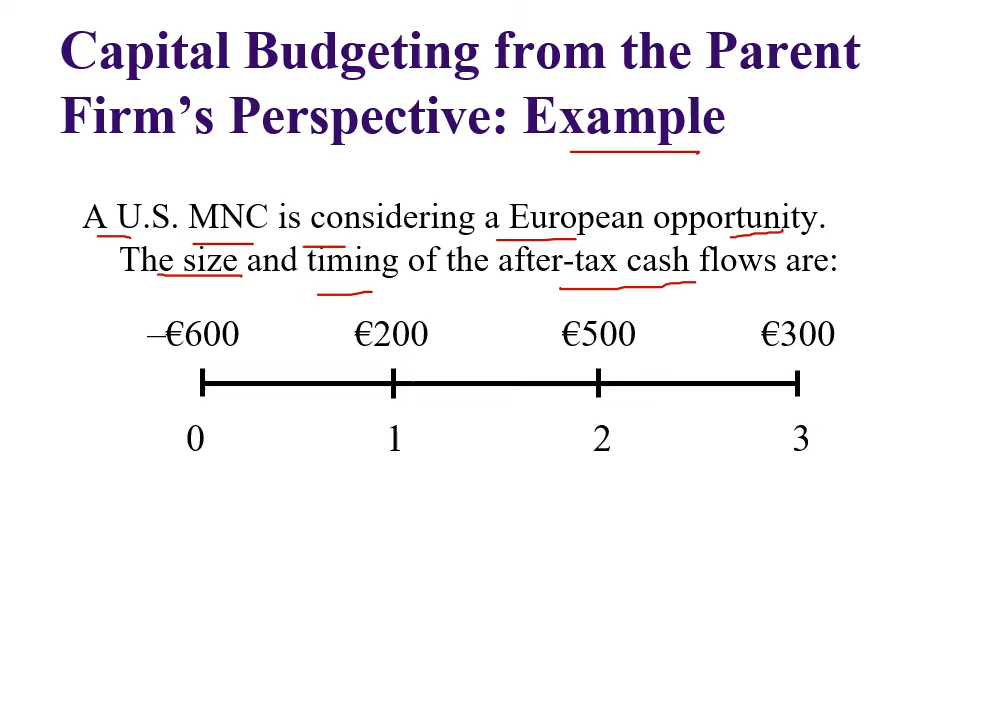 Capital Budgeting from the Parent
Firm’s Perspective: Example
A U.S. MNC is considering a European opportunity.
The size and timing of the after-tax cash flows are:
–€600 €200 €500 €300
0 1 2 3